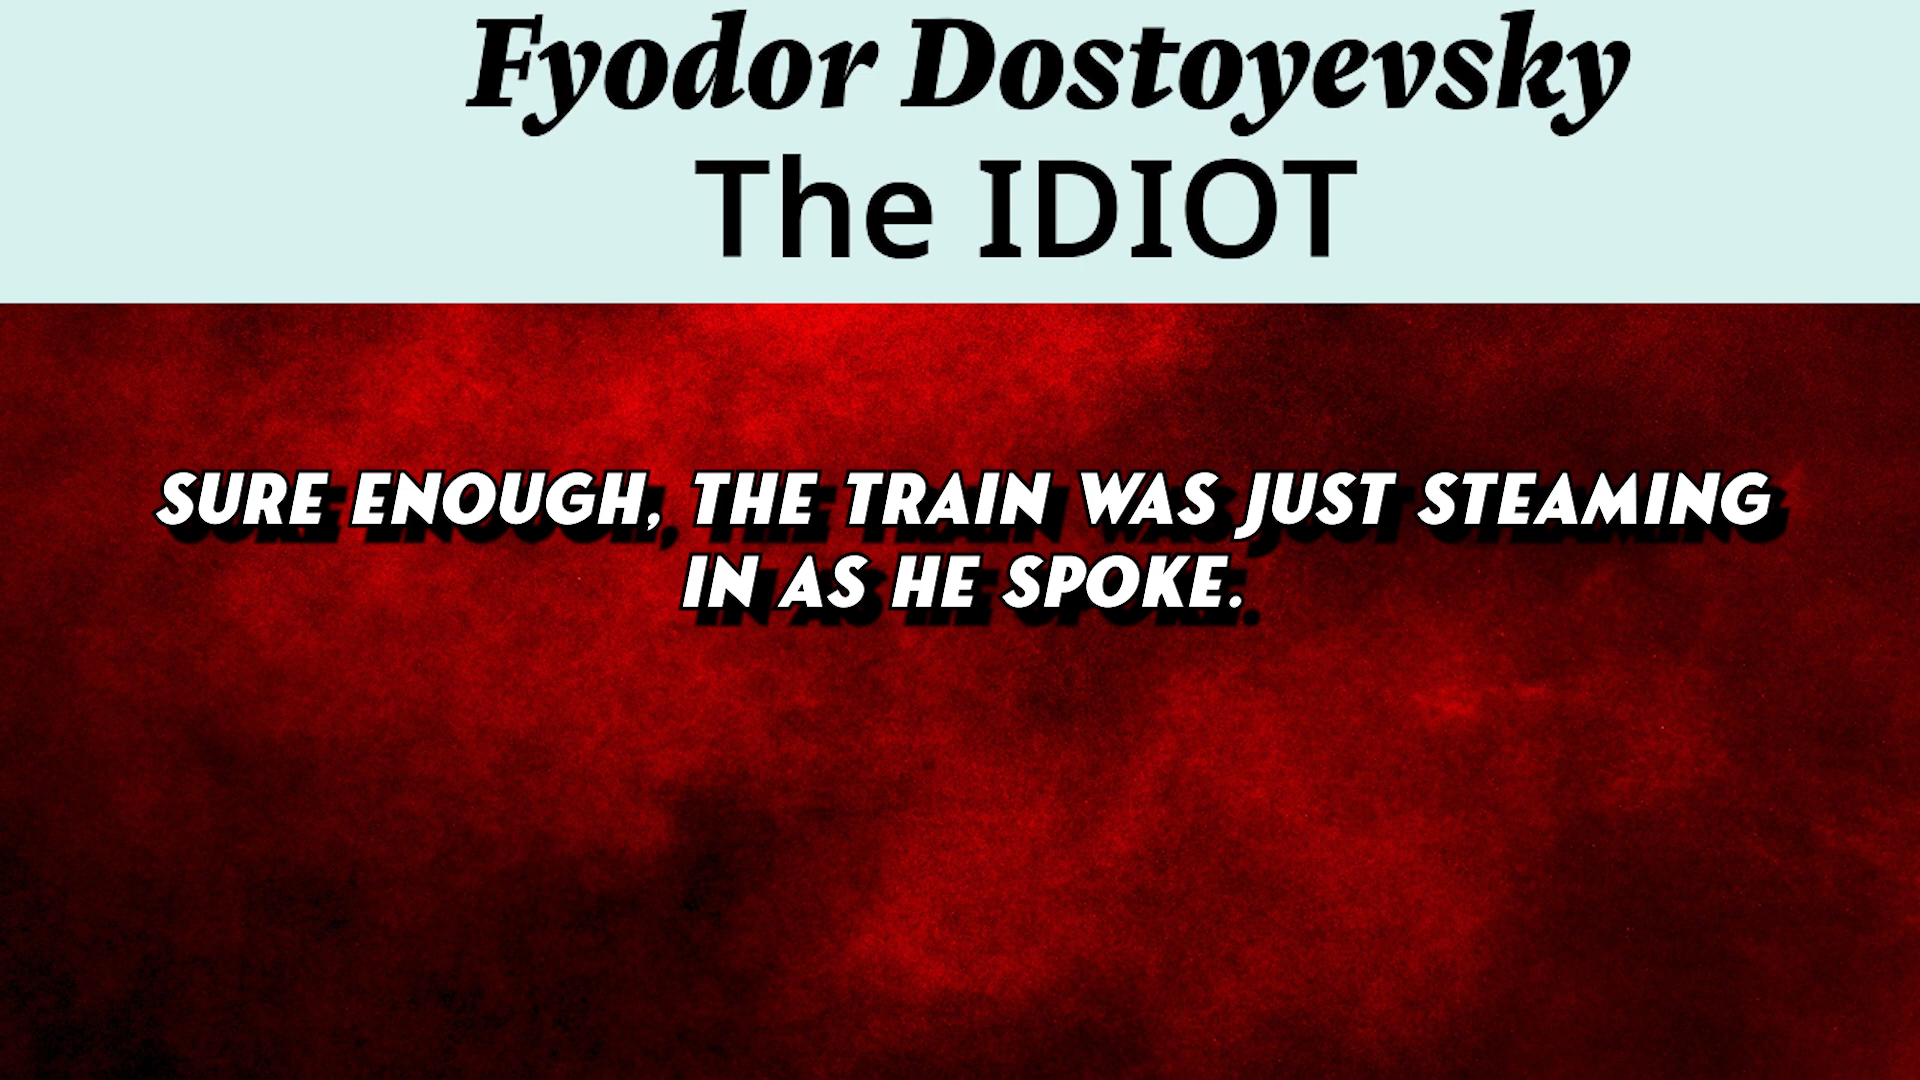 Fyodor Dostoyevsky
The IDIOT
SURE ENOUGH, THE TRAIN WAS JUST STEAMING
IN AS HE SPOKE.